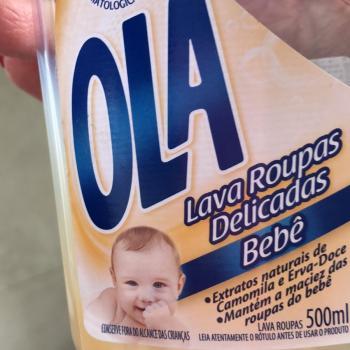 OLA
Lava Roupas
Delicadas
Bebê
•Extratos naturais de
Camomila e Erva-Doce
•Mantém a maciez das
roupas do bebê
LAVA ROUPAS 500ml
CONSERVE FORA DO ALCANCE DAS CRIANÇAS
LEIA ATENTAMENTE O RÓTULO ANTES DE USAR O PRODUTO